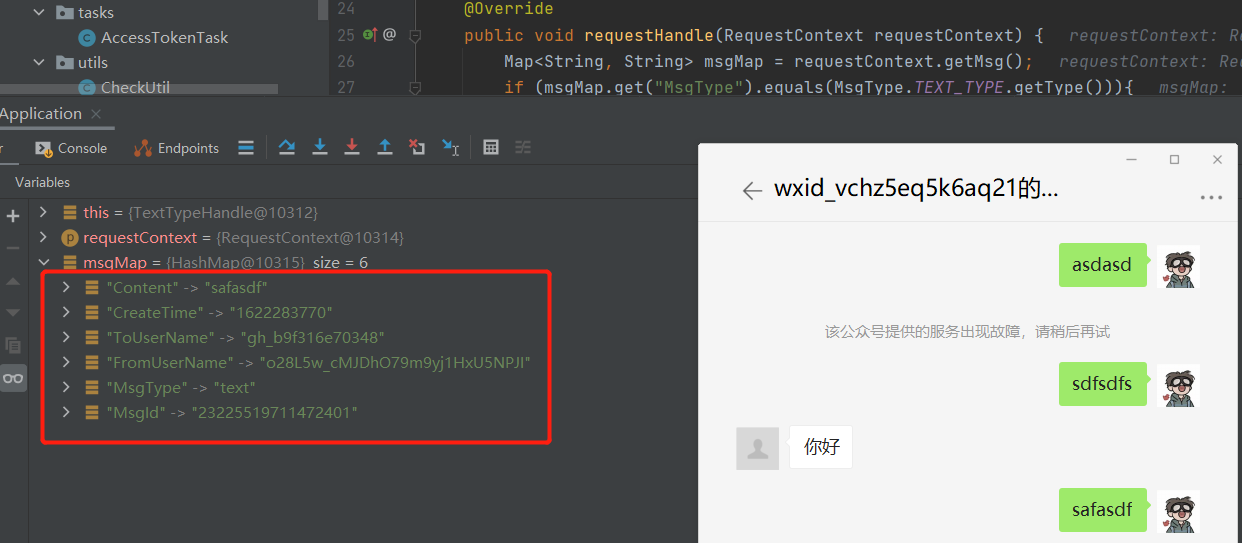 tasks
AccessTokenTask
utils
CheckUtil
24 @Override
25 @ public void requestHandle(RequestContext requestContext) { requestContext: Re
26 Map<String, String> msgMap = requestContext.getMsg(); requestContext: Req
27 if (msgMap.get("MsgType").equals(MsgType.TEXT_TYPE.getType())){ msgMap:
Application
Console
Endpoints
Variables
this = {TextTypeHandle@10312}
requestContext = {RequestContext@10314}
msgMap = {HashMap@10315} size = 6
"Content" -> "safasdf"
"CreateTime" -> "1622283770"
"ToUserName" -> "gh_b9f316e70348"
"FromUserName" -> "o28L5w_cMJDhO79m9yj1HxU5NPJI"
"MsgType" -> "text"
"MsgId" -> "23225519711472401"
wxid_vchz5eq5k6aq21的...
asdasd
该公众号提供的服务出现故障，请稍后再试
sdfsdfs
你好
safasdf